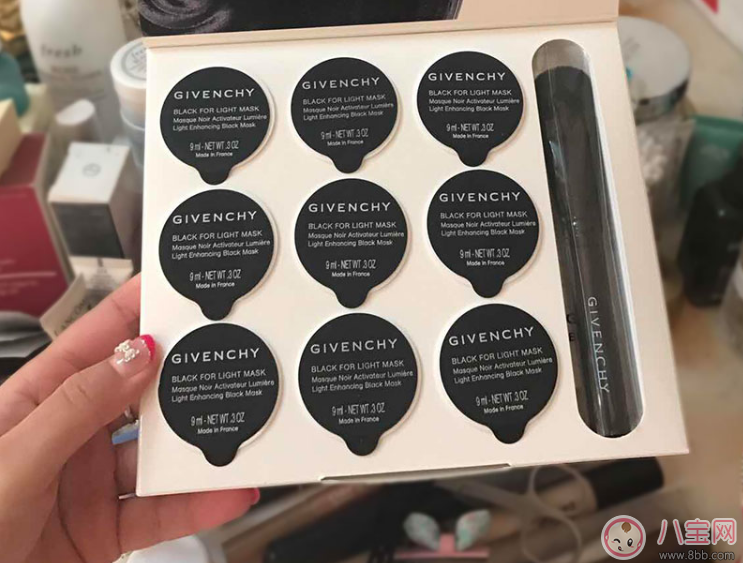 fresh
GIVENCHY
BLACK FOR LIGHT MASK
Masque Noir Activateur Lumière
Light Enhancing Black Mask
9 ml - NET WT .3 OZ
Made in France
GIVENCHY
BLACK FOR LIGHT MASK
Masque Noir Activateur Lumière
Light Enhancing Black Mask
9 ml - NET WT .3 OZ
Made in France
GIVENCHY
BLACK FOR LIGHT MASK
Masque Noir Activateur Lumière
Light Enhancing Black Mask
9 ml - NET WT .3 OZ
Made in France
GIVENCHY
BLACK FOR LIGHT MASK
Masque Noir Activateur Lumière
Light Enhancing Black Mask
9 ml - NET WT .3 OZ
Made in France
GIVENCHY
BLACK FOR LIGHT MASK
Masque Noir Activateur Lumière
Light Enhancing Black Mask
9 ml - NET WT .3 OZ
Made in France
GIVENCHY
BLACK FOR LIGHT MASK
Masque Noir Activateur Lumière
Light Enhancing Black Mask
9 ml - NET WT .3 OZ
Made in France
GIVENCHY
BLACK FOR LIGHT MASK
Masque Noir Activateur Lumière
Light Enhancing Black Mask
9 ml - NET WT .3 OZ
Made in France
GIVENCHY
BLACK FOR LIGHT MASK
Masque Noir Activateur Lumière
Light Enhancing Black Mask
9 ml - NET WT .3 OZ
Made in France
GIVENCHY
BLACK FOR LIGHT MASK
Masque Noir Activateur Lumière
Light Enhancing Black Mask
9 ml - NET WT .3 OZ
Made in France
GIVENCHY
八宝网
www.8bb.com